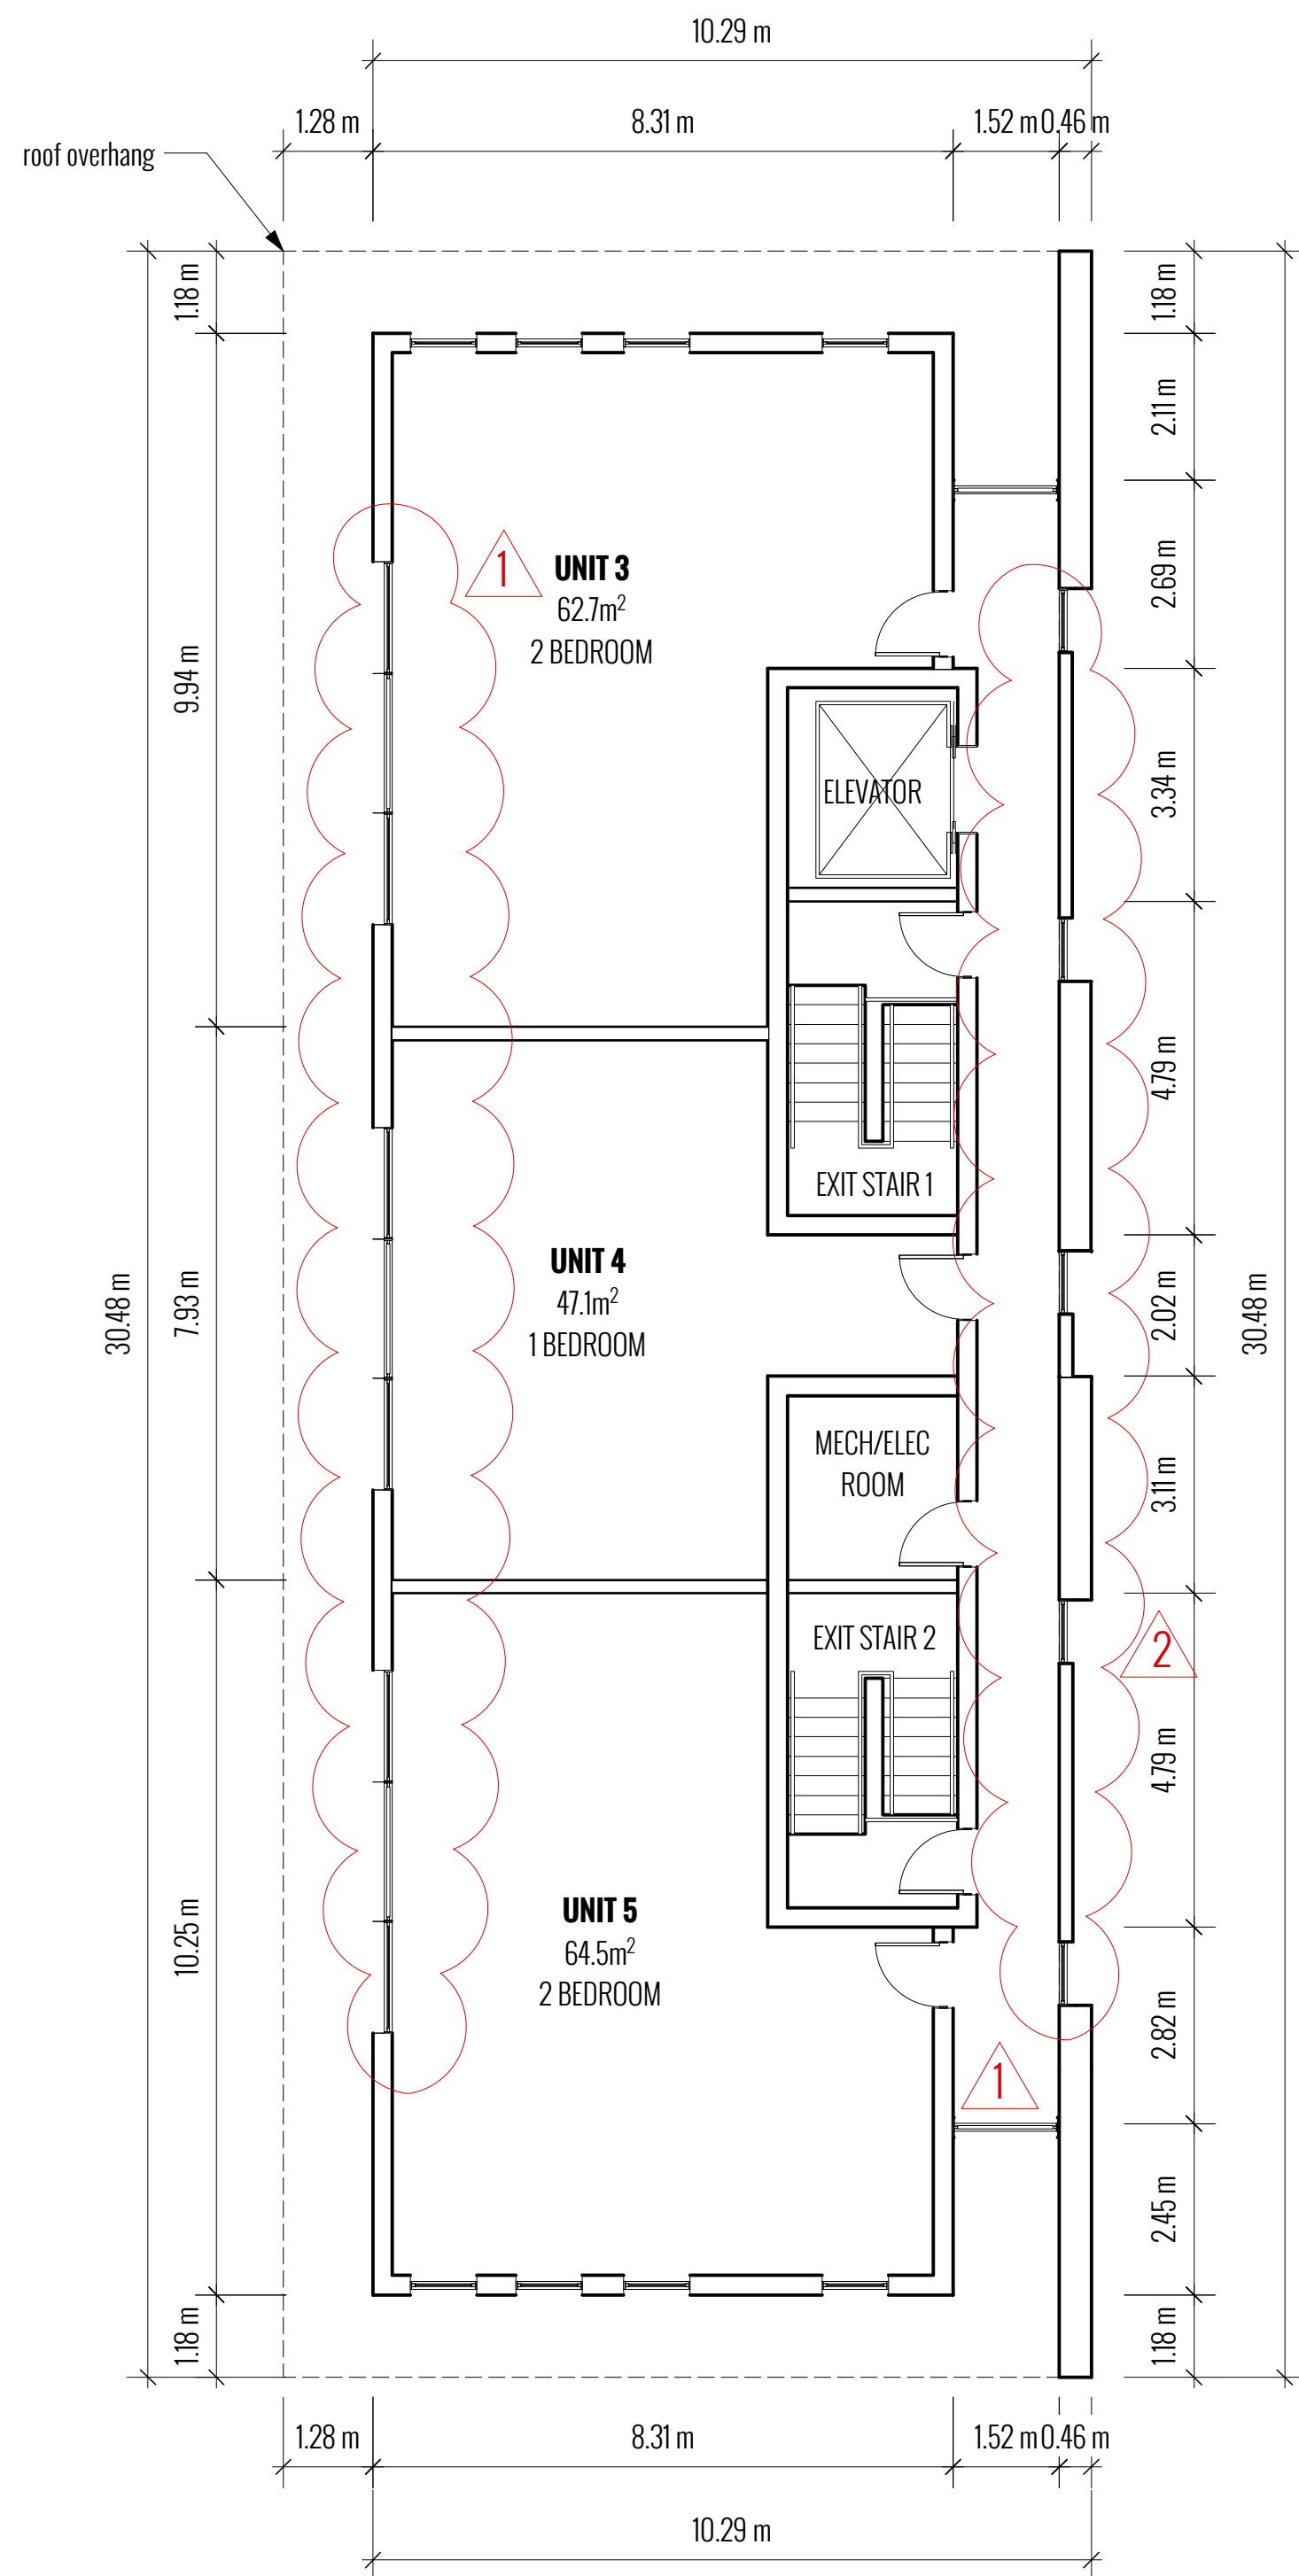 10.29 m
1.28 m
8.31 m
1.52 m
0.46 m
roof overhang
1.18 m
1.18 m
2.11 m
1
UNIT 3
62.7m²
2 BEDROOM
2.69 m
9.94 m
ELEVATOR
3.34 m
4.79 m
EXIT STAIR 1
UNIT 4
47.1m²
1 BEDROOM
30.48 m
7.93 m
2.02 m
30.48 m
MECH/ELEC
ROOM
3.11 m
EXIT STAIR 2
2
4.79 m
UNIT 5
64.5m²
2 BEDROOM
10.25 m
2.82 m
1
2.45 m
1.18 m
1.18 m
1.28 m
8.31 m
1.52 m
0.46 m
10.29 m